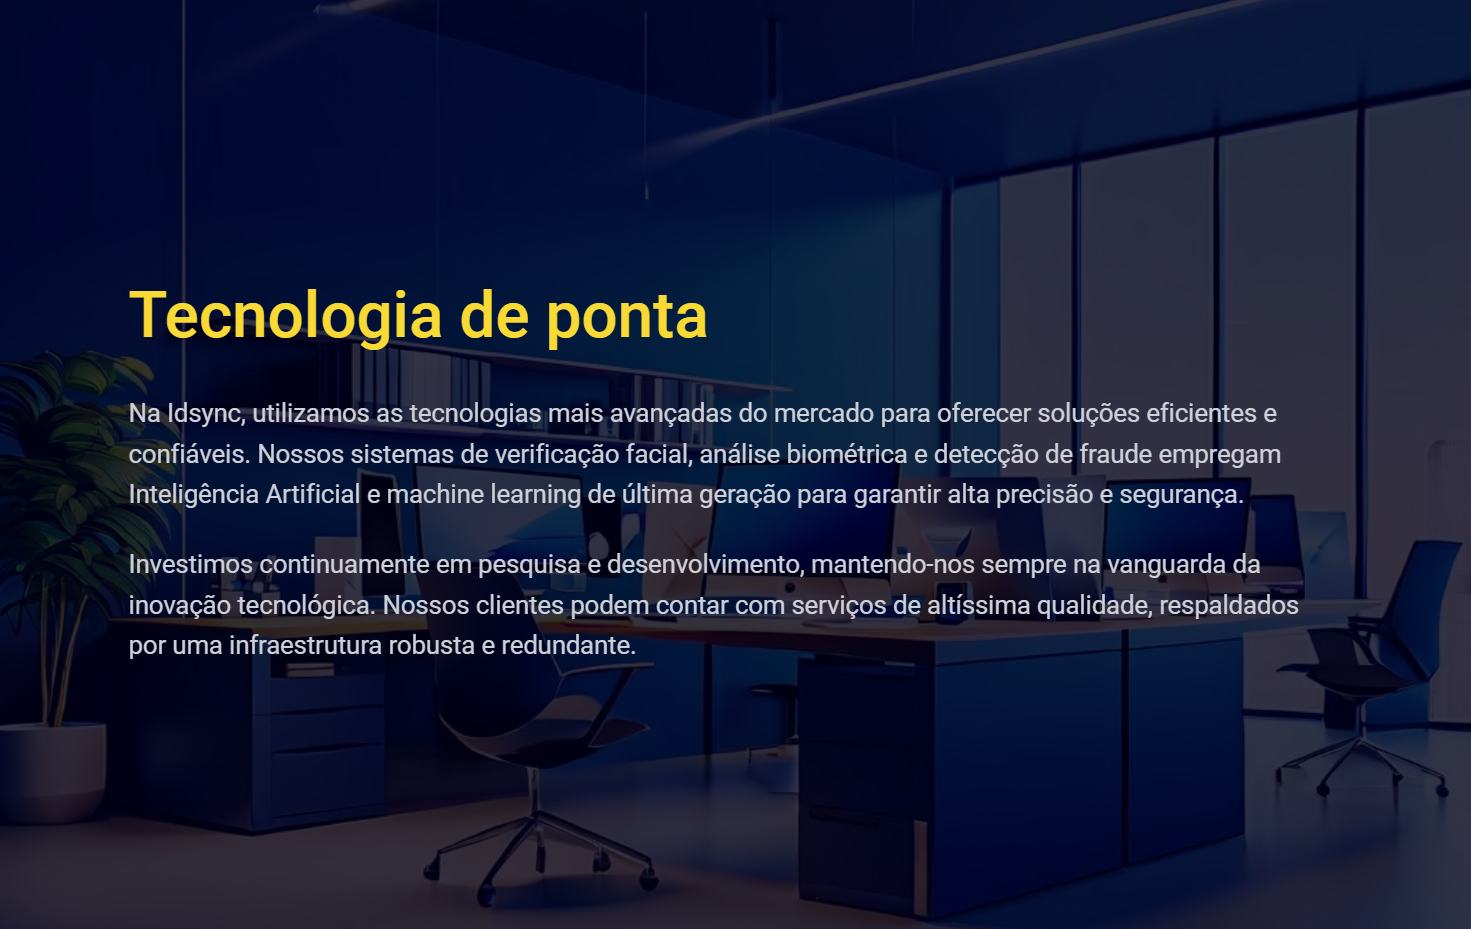 Tecnologia de ponta
Na Idsync, utilizamos as tecnologias mais avançadas do mercado para oferecer soluções eficientes e
confiáveis. Nossos sistemas de verificação facial, análise biométrica e detecção de fraude empregam
Inteligência Artificial e machine learning de última geração para garantir alta precisão e segurança.
Investimos continuamente em pesquisa e desenvolvimento, mantendo-nos sempre na vanguarda da
inovação tecnológica. Nossos clientes podem contar com serviços de altíssima qualidade, respaldados
por uma infraestrutura robusta e redundante.